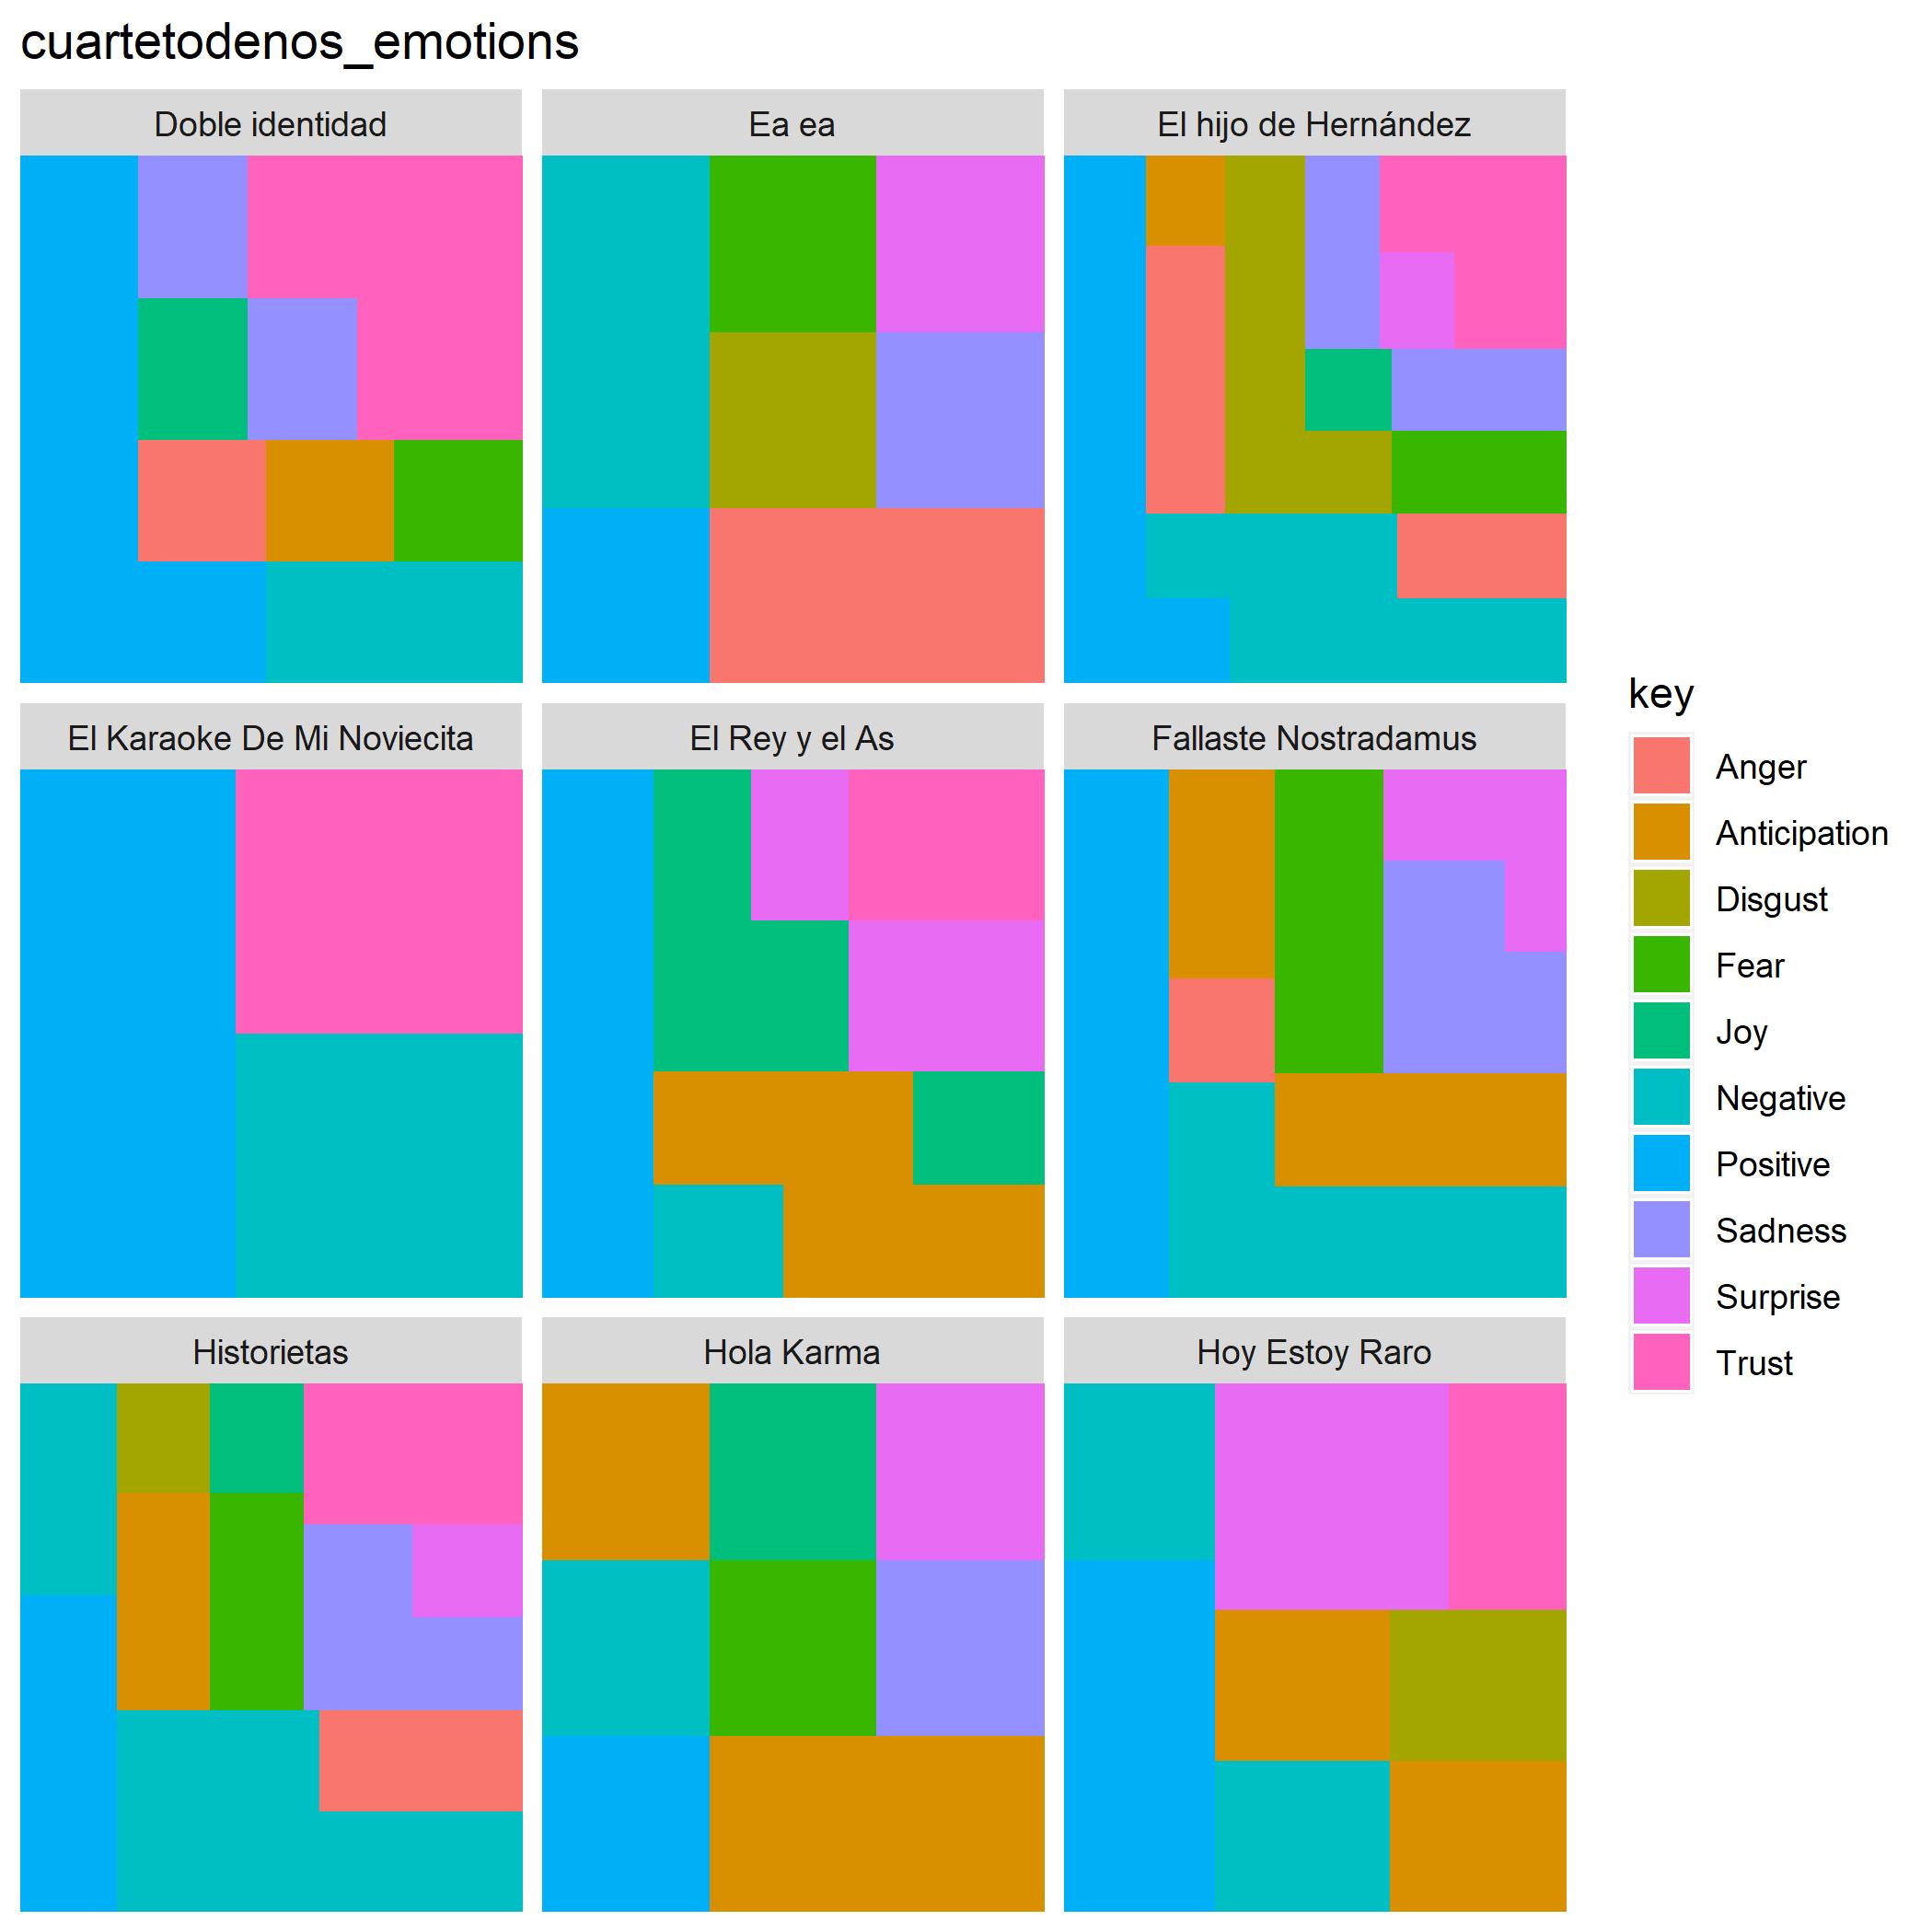 cuartetodenos_emotions
Doble identidad
Ea ea
El hijo de Hernández
El Karaoke De Mi Noviecita
El Rey y el As
Fallaste Nostradamus
Historietas
Hola Karma
Hoy Estoy Raro
key
Anger
Anticipation
Disgust
Fear
Joy
Negative
Positive
Sadness
Surprise
Trust